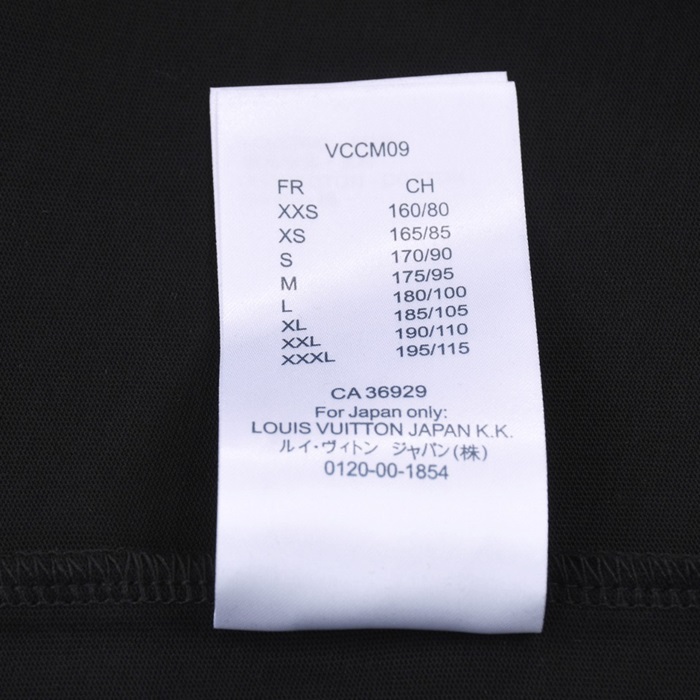 VCCM09
FR CH
XXS 160/80
XS 165/85
S 170/90
M 175/95
L 180/100
XL 185/105
XXL 190/110
XXXL 195/115
CA 36929
For Japan only:
LOUIS VUITTON JAPAN K.K.
ルイ・ヴィトン ジャパン(株)
0120-00-1854